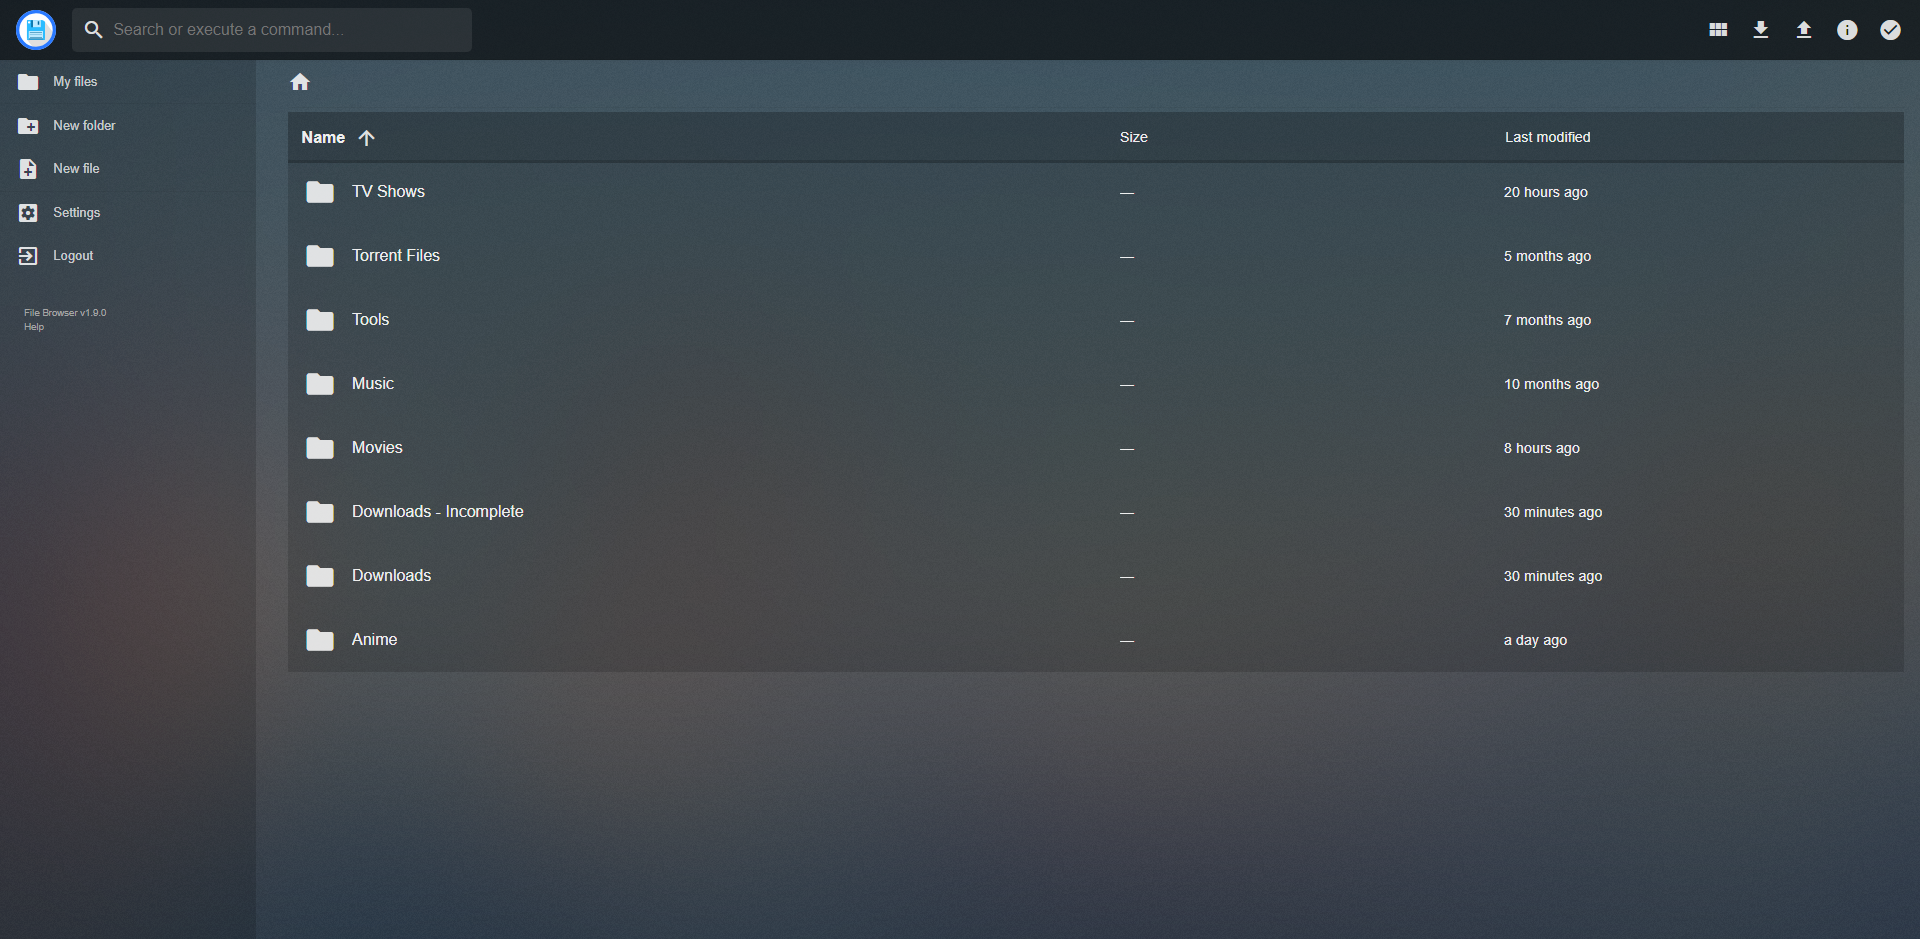 Search or execute a command...
My files
New folder
New file
Settings
Logout
File Browser v1.9.0
Help
Name Size Last modified
TV Shows — 20 hours ago
Torrent Files — 5 months ago
Tools — 7 months ago
Music — 10 months ago
Movies — 8 hours ago
Downloads - Incomplete — 30 minutes ago
Downloads — 30 minutes ago
Anime — a day ago